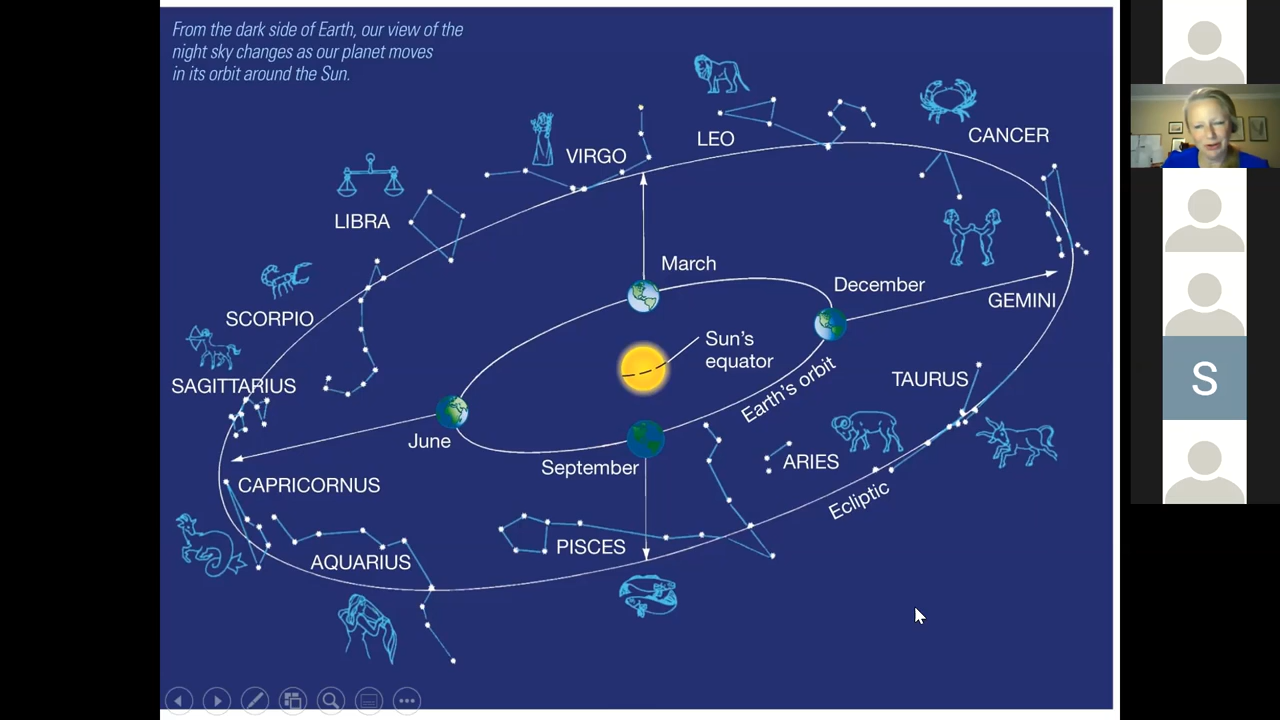 From the dark side of Earth, our view of the
night sky changes as our planet moves
in its orbit around the Sun.
LEO
CANCER
VIRGO
LIBRA
March
December
GEMINI
SCORPIO
Sun's
equator
SAGITTARIUS
TAURUS
Earth's orbit
June
September
ARIES
CAPRICORNUS
Ecliptic
PISCES
AQUARIUS
S